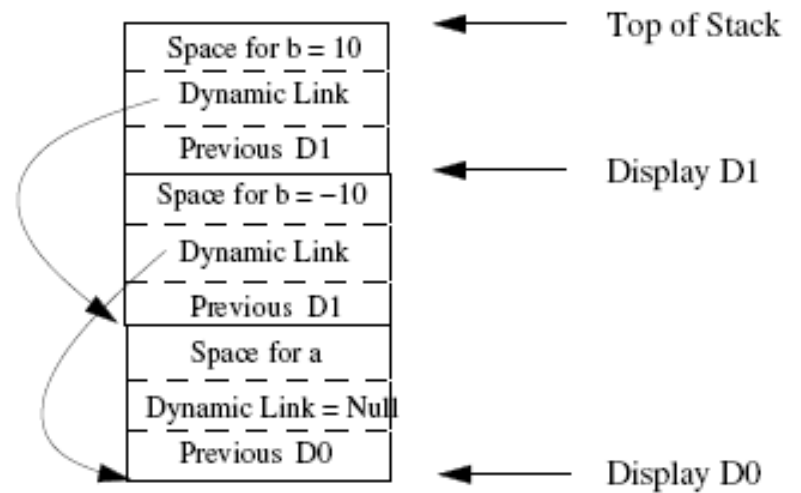 Top of Stack
Space for b = 10
Dynamic Link
Previous D1
Display D1
Space for b = −10
Dynamic Link
Previous D1
Space for a
Dynamic Link = Null
Previous D0
Display D0